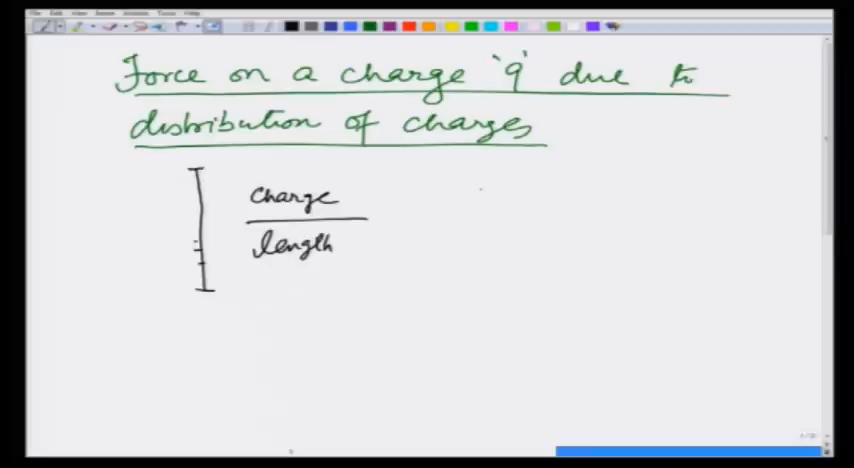 Force on a charge 'q' due to
distribution of charges
charge
length